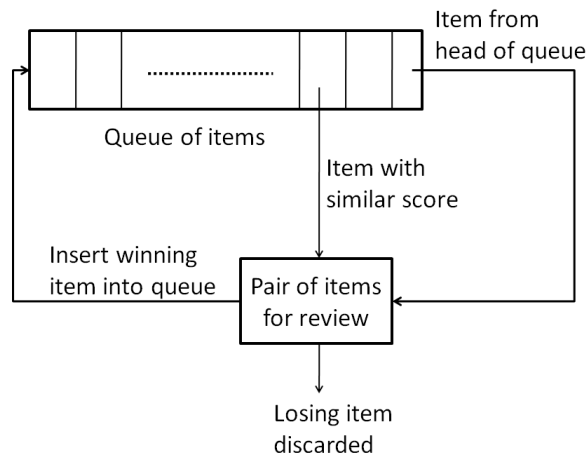 Item from
head of queue
Queue of items
Item with
similar score
Insert winning
item into queue
Pair of items
for review
Losing item
discarded